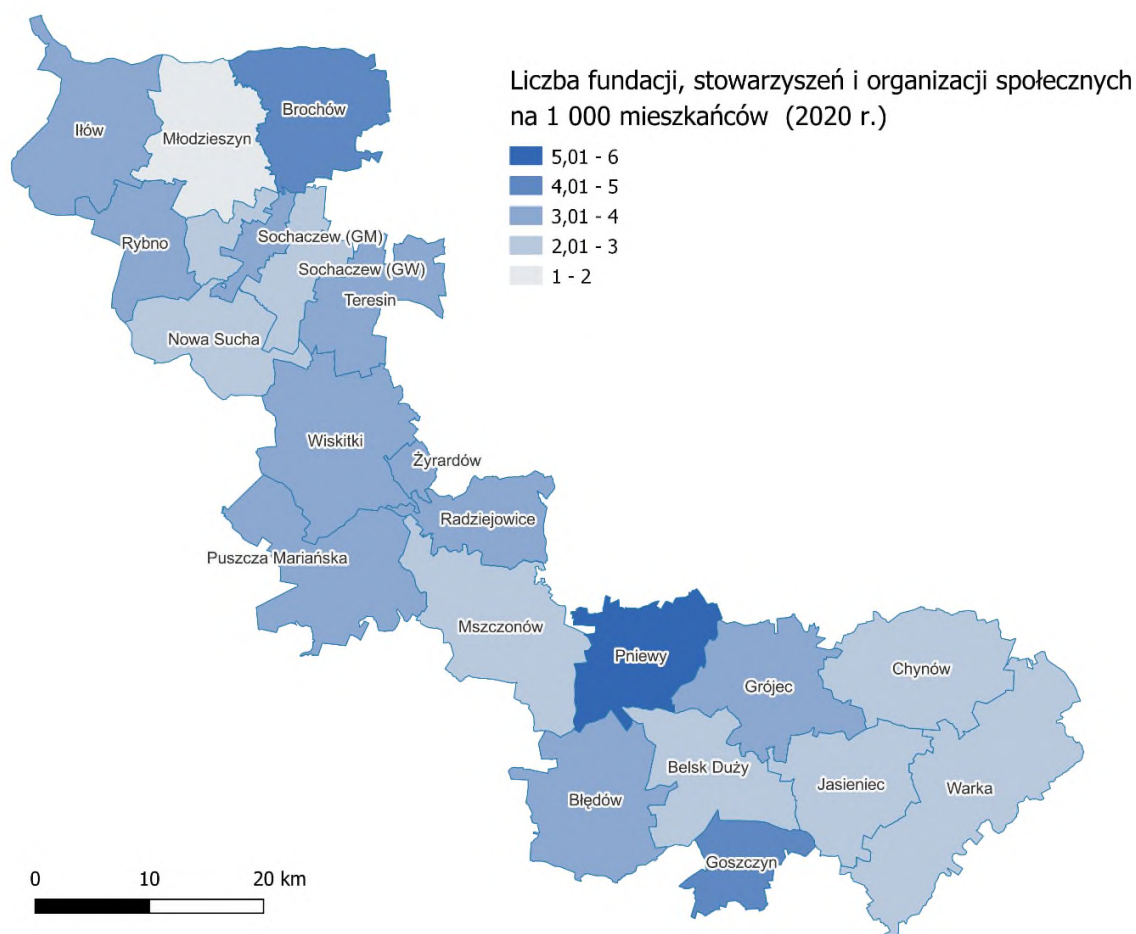 Liczba fundacji, stowarzyszeń i organizacji społecznych
na 1 000 mieszkańców (2020 r.)
5,01 - 6
4,01 - 5
3,01 - 4
2,01 - 3
1 - 2
Brochów
Iłów
Młodzieszyn
Rybno
Sochaczew (GM)
Sochaczew (GW)
Teresin
Nowa Sucha
Wiskitki
Żyrardów
Radziejowice
Puszcza Mariańska
Mszczonów
Pniewy
Grójec
Chynów
Belsk Duży
Jasieniec
Warka
Błędów
Goszczyn
0 10 20 km